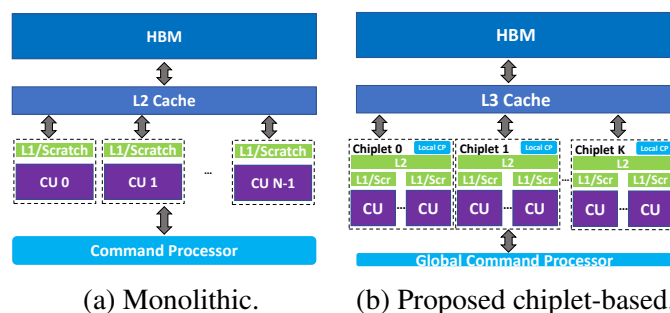 HBM
L2 Cache
L1/Scratch L1/Scratch L1/Scratch
CU 0 CU 1 ... CU N-1
Command Processor
(a) Monolithic.
HBM
L3 Cache
Chiplet 0 Local CP Chiplet 1 Local CP Chiplet K Local CP
L2 L2 L2
L1/Scr L1/Scr L1/Scr L1/Scr ... L1/Scr L1/Scr
CU ... CU CU ... CU CU ... CU
Global Command Processor
(b) Proposed chiplet-based.